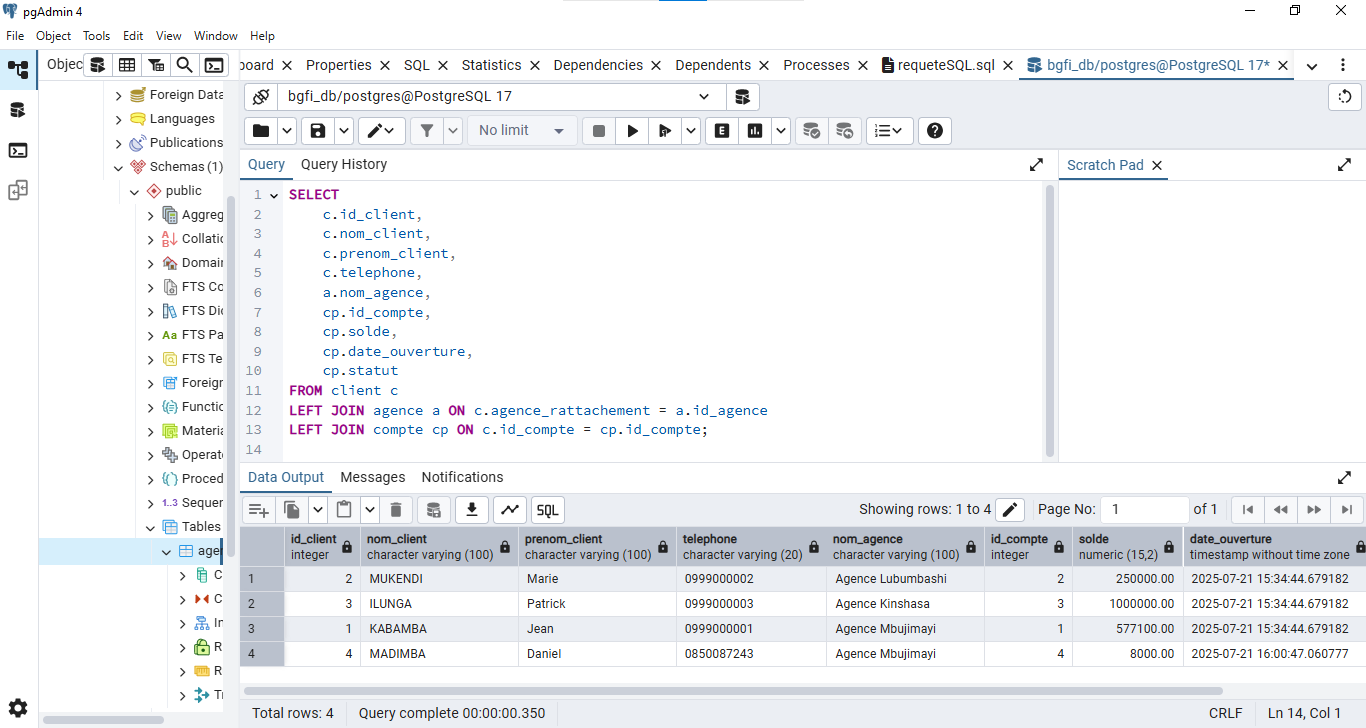 pgAdmin 4
File Object Tools Edit View Window Help
Objec
board Properties SQL Statistics Dependencies Dependents Processes requeteSQL.sql bgfi_db/postgres@PostgreSQL 17*
Foreign Data
Languages
Publications
Schemas (1)
public
Aggreg
Collatio
Domain
FTS Co
FTS Dic
Aa FTS Pa
FTS Te
Foreign
Functio
Materia
Operato
Proced
1..3 Sequen
Tables
agen
C
C
In
R
R
Tr
bgfi_db/postgres@PostgreSQL 17
No limit
E
Query Query History
Scratch Pad
1 SELECT
2 c.id_client,
3 c.nom_client,
4 c.prenom_client,
5 c.telephone,
6 a.nom_agence,
7 cp.id_compte,
8 cp.solde,
9 cp.date_ouverture,
10 cp.statut
11 FROM client c
12 LEFT JOIN agence a ON c.agence_rattachement = a.id_agence
13 LEFT JOIN compte cp ON c.id_compte = cp.id_compte;
14
Data Output Messages Notifications
SQL Showing rows: 1 to 4 Page No: 1 of 1
id_client nom_client prenom_client telephone nom_agence id_compte solde date_ouverture
integer character varying (100) character varying (100) character varying (20) character varying (100) integer numeric (15,2) timestamp without time zone
1 2 MUKENDI Marie 0999000002 Agence Lubumbashi 2 250000.00 2025-07-21 15:34:44.679182
2 3 ILUNGA Patrick 0999000003 Agence Kinshasa 3 1000000.00 2025-07-21 15:34:44.679182
3 1 KABAMBA Jean 0999000001 Agence Mbujimayi 1 577100.00 2025-07-21 15:34:44.679182
4 4 MADIMBA Daniel 0850087243 Agence Mbujimayi 4 8000.00 2025-07-21 16:00:47.060777
Total rows: 4 Query complete 00:00:00.350 CRLF Ln 14, Col 1